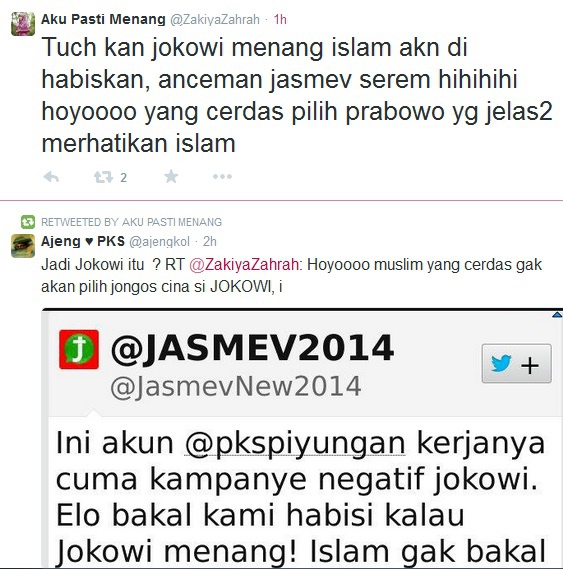 Aku Pasti Menang @ZakiyaZahrah · 1h
Tuch kan jokowi menang islam akn di
habiskan, anceman jasmev serem hihihihi
hoyoooo yang cerdas pilih prabowo yg jelas2
merhatikan islam
2
RETWEETED BY AKU PASTI MENANG
Ajeng ♥ PKS @ajengkol · 2h
Jadi Jokowi itu ? RT @ZakiyaZahrah: Hoyoooo muslim yang cerdas gak
akan pilih jongos cina si JOKOWI, i
@JASMEV2014
@JasmevNew2014
+
Ini akun @pkspiyungan kerjanya
cuma kampanye negatif jokowi.
Elo bakal kami habisi kalau
Jokowi menang! Islam gak bakal